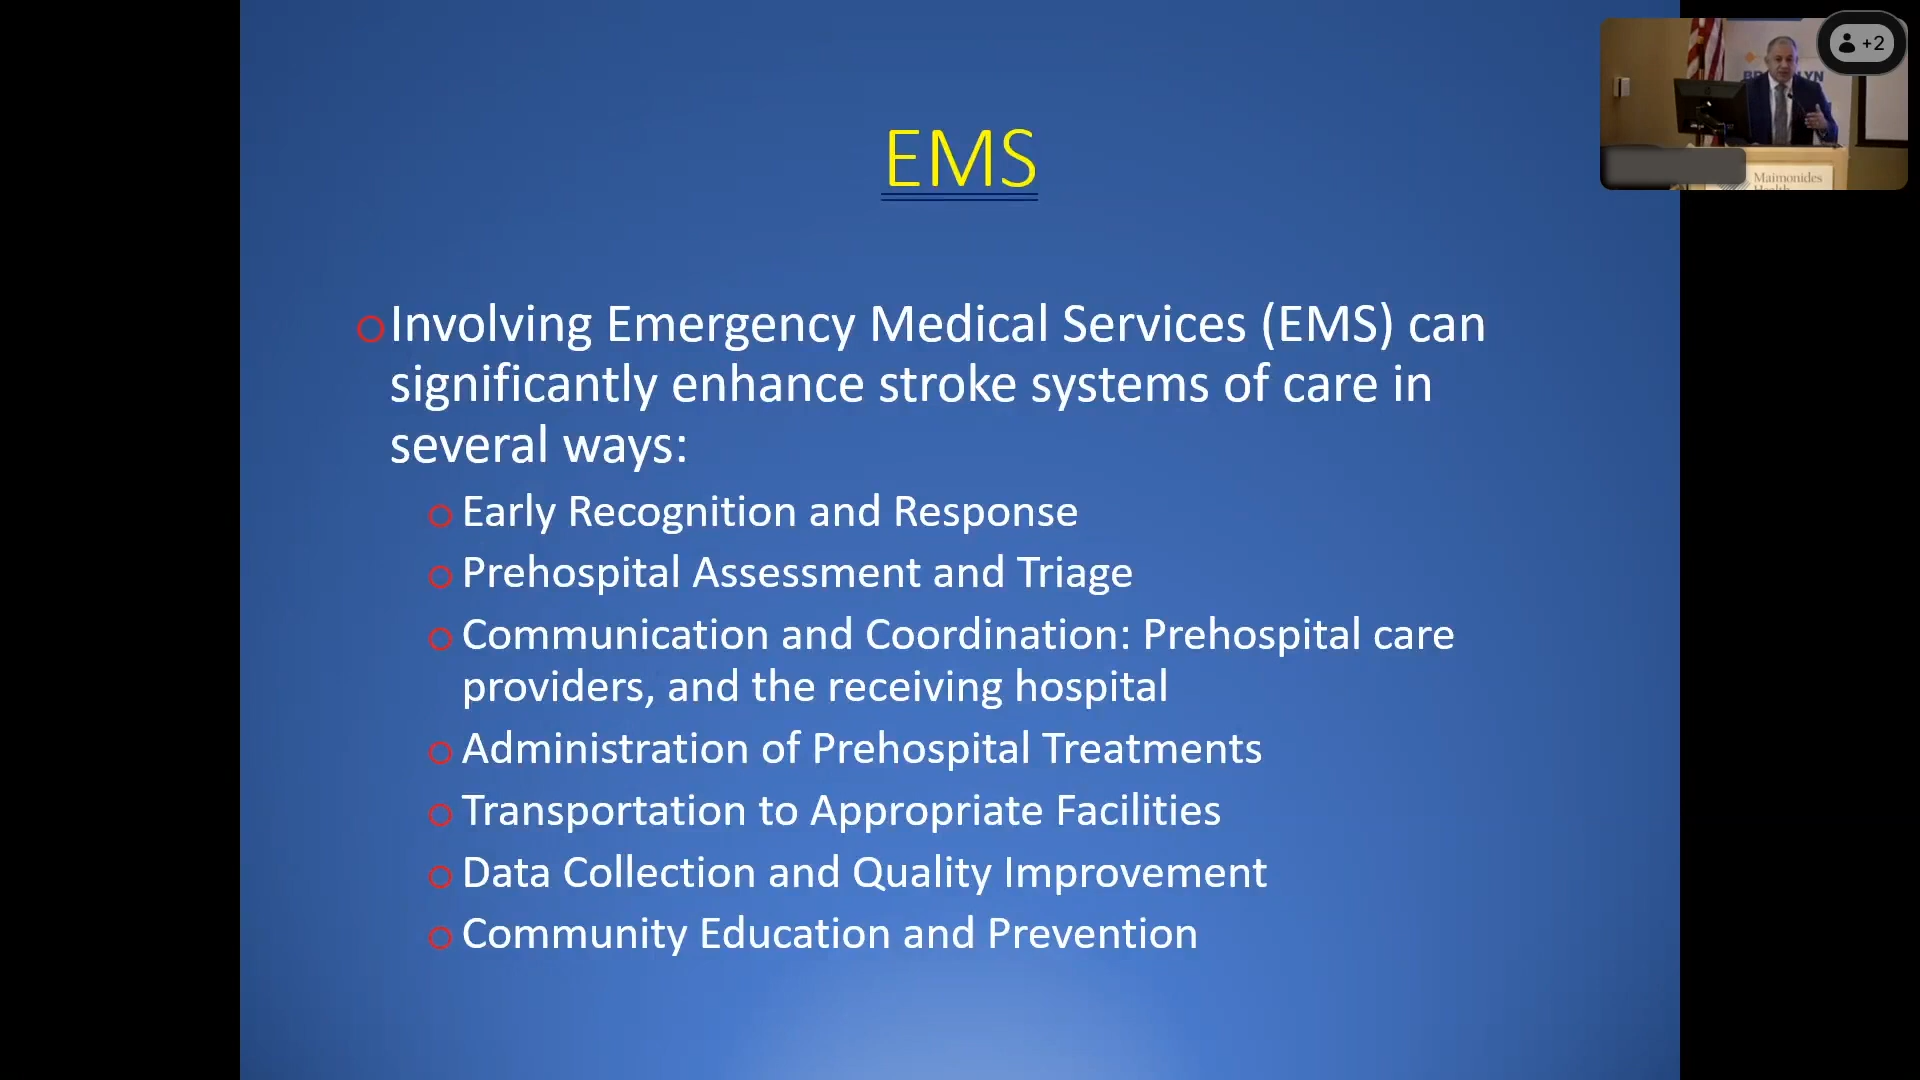 EMS
Involving Emergency Medical Services (EMS) can
significantly enhance stroke systems of care in
several ways:
Early Recognition and Response
Prehospital Assessment and Triage
Communication and Coordination: Prehospital care
providers, and the receiving hospital
Administration of Prehospital Treatments
Transportation to Appropriate Facilities
Data Collection and Quality Improvement
Community Education and Prevention
+2
Maimonides
Health